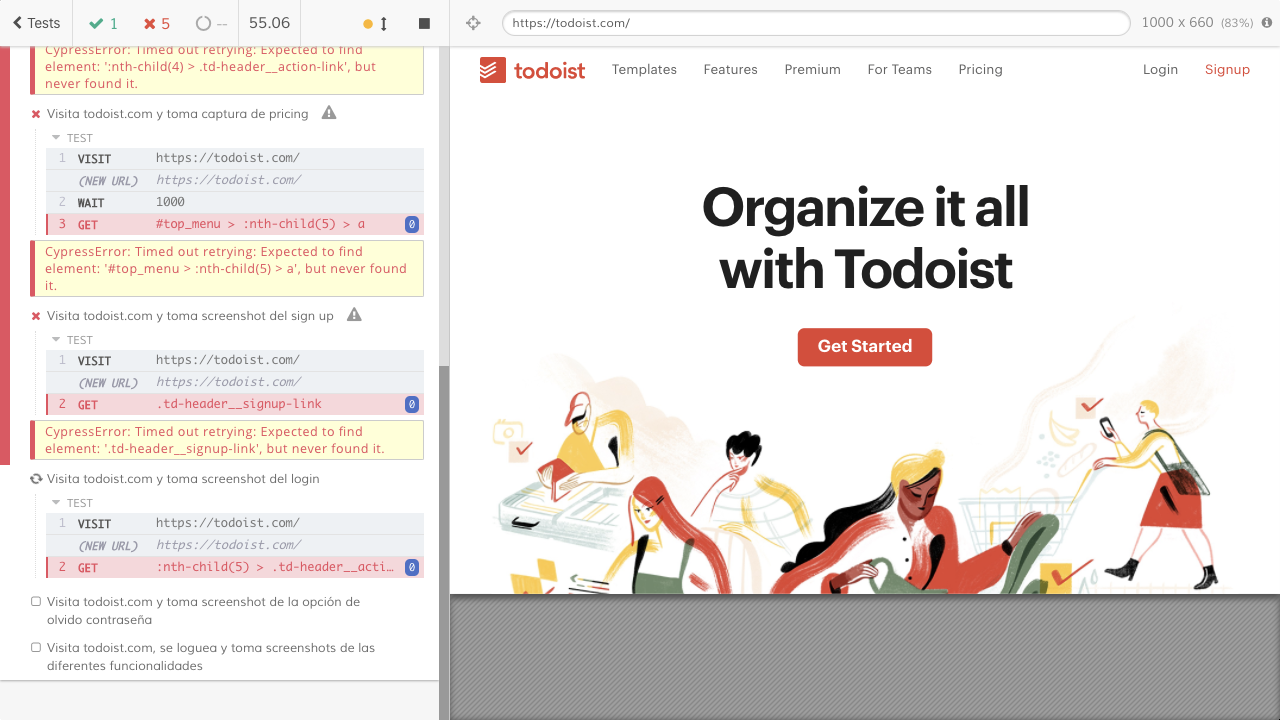 Tests 1 5 -- 55.06
CypressError: Timed out retrying: Expected to find
element: ':nth-child(4) > .td-header__action-link', but
never found it.
Visita todoist.com y toma captura de pricing
TEST
1 VISIT https://todoist.com/
(NEW URL) https://todoist.com/
2 WAIT 1000
3 GET #top_menu > :nth-child(5) > a 0
CypressError: Timed out retrying: Expected to find
element: '#top_menu > :nth-child(5) > a', but never found
it.
Visita todoist.com y toma screenshot del sign up
TEST
1 VISIT https://todoist.com/
(NEW URL) https://todoist.com/
2 GET .td-header__signup-link 0
CypressError: Timed out retrying: Expected to find
element: '.td-header__signup-link', but never found it.
Visita todoist.com y toma screenshot del login
TEST
1 VISIT https://todoist.com/
(NEW URL) https://todoist.com/
2 GET :nth-child(5) > .td-header__acti… 0
Visita todoist.com y toma screenshot de la opción de
olvido contraseña
Visita todoist.com, se loguea y toma screenshots de las
diferentes funcionalidades
https://todoist.com/ 1000 x 660 (83%)
todoist Templates Features Premium For Teams Pricing Login Signup
Organize it all
with Todoist
Get Started